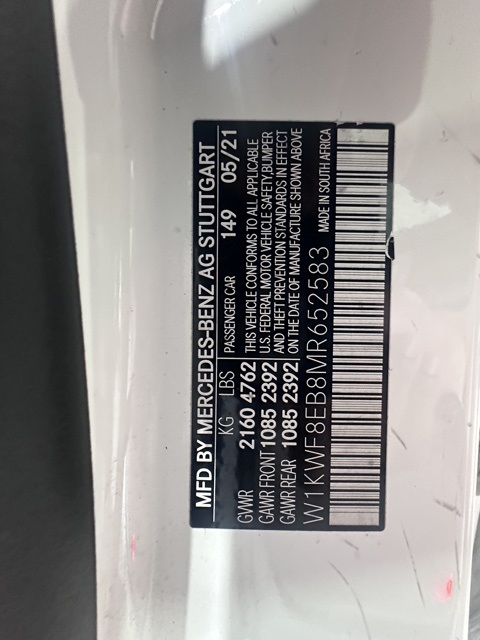 MFD BY MERCEDES-BENZ AG STUTTGART
KG LBS PASSENGER CAR 149 05/21
GVWR 2160 4762 THIS VEHICLE CONFORMS TO ALL APPLICABLE
GAWR FRONT 1085 2392 U.S. FEDERAL MOTOR VEHICLE SAFETY,BUMPER
AND THEFT PREVENTION STANDARDS IN EFFECT
GAWR REAR 1085 2392 ON THE DATE OF MANUFACTURE SHOWN ABOVE
W1KWF8EB8MR652583 MADE IN SOUTH AFRICA